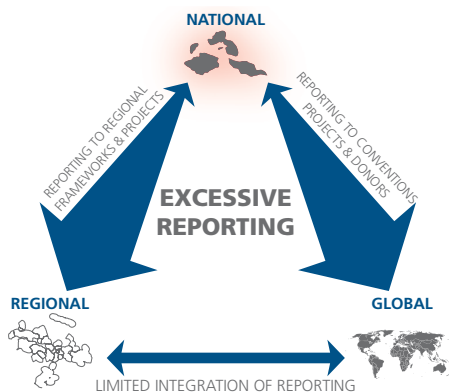 NATIONAL
REPORTING TO REGIONAL
FRAMEWORKS & PROJECTS
REPORTING TO CONVENTIONS
PROJECTS & DONORS
EXCESSIVE
REPORTING
REGIONAL
GLOBAL
LIMITED INTEGRATION OF REPORTING